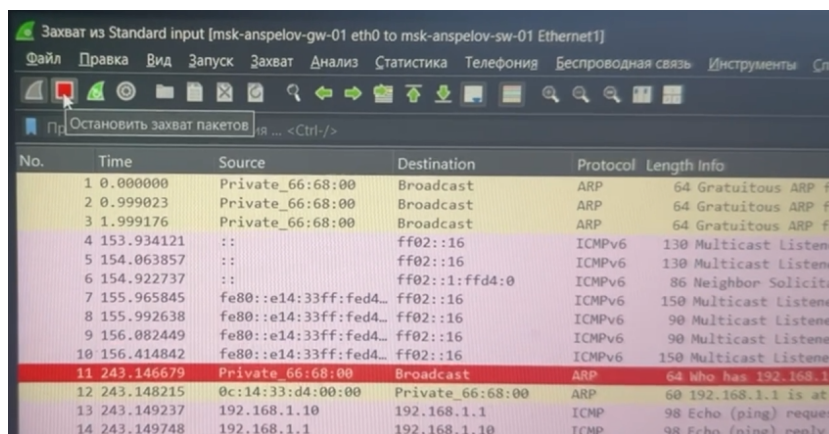 Захват из Standard input [msk-anspelov-gw-01 eth0 to msk-anspelov-sw-01 Ethernet1]
Файл Правка Вид Запуск Захват Анализ Статистика Телефония Беспроводная связь Инструменты
Остановить захват пакетов ... <Ctrl-/>
No. Time Source Destination Protocol Length Info
1 0.000000 Private_66:68:00 Broadcast ARP 64 Gratuitous ARP f
2 0.999023 Private_66:68:00 Broadcast ARP 64 Gratuitous ARP f
3 1.999176 Private_66:68:00 Broadcast ARP 64 Gratuitous ARP f
4 153.934121 :: ff02::16 ICMPv6 130 Multicast Listen
5 154.063857 :: ff02::16 ICMPv6 130 Multicast Listen
6 154.922737 :: ff02::1:ffd4:0 ICMPv6 86 Neighbor Solicit
7 155.965845 fe80::e14:33ff:fed4… ff02::16 ICMPv6 150 Multicast Listene
8 155.992638 fe80::e14:33ff:fed4… ff02::16 ICMPv6 90 Multicast Listene
9 156.082449 fe80::e14:33ff:fed4… ff02::16 ICMPv6 90 Multicast Listene
10 156.414842 fe80::e14:33ff:fed4… ff02::16 ICMPv6 150 Multicast Listene
11 243.146679 Private_66:68:00 Broadcast ARP 64 Who has 192.168.1
12 243.148215 0c:14:33:d4:00:00 Private_66:68:00 ARP 60 192.168.1.1 is at
13 243.149237 192.168.1.10 192.168.1.1 ICMP 98 Echo (ping) reque
14 243.149748 192.168.1.1 192.168.1.10 ICMP 98 Echo (ping) reply